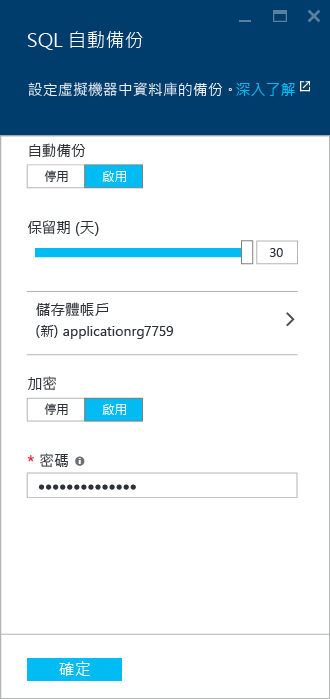 SQL 自動備份
設定虛擬機器中資料庫的備份。深入了解
自動備份
停用 啟用
保留期 (天)
30
儲存體帳戶
(新) applicationrg7759
加密
停用 啟用
* 密碼
••••••••••••••
確定